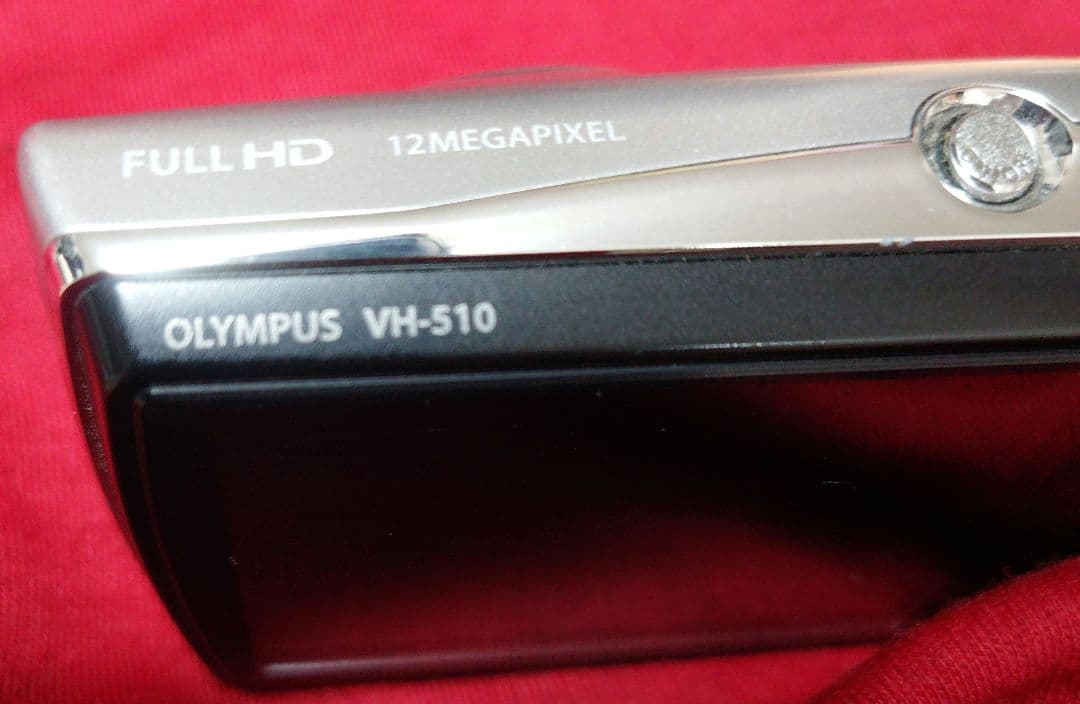 FULL HD 12MEGAPIXEL
OLYMPUS VH-510